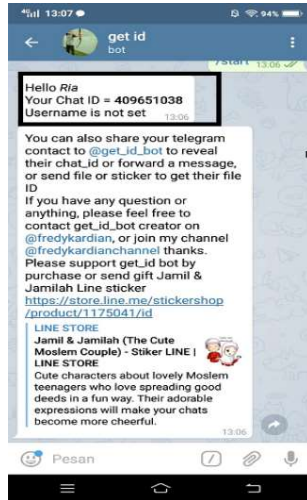 4G 13:07
94%
get id
bot
/start 13:06
Hello Ria
Your Chat ID = 409651038
Username is not set 13:06
You can also share your telegram
contact to @get_id_bot to reveal
their chat_id or forward a message,
or send file or sticker to get their file
ID
If you have any question or
anything, please feel free to
contact get_id_bot creator on
@fredykardian, or join my channel
@fredykardianchannel thanks.
Please support get_id bot by
purchase or send gift Jamil &
Jamilah Line sticker
https://store.line.me/stickershop
/product/1175041/id
LINE STORE
Jamil & Jamilah (The Cute
Moslem Couple) - Stiker LINE |
LINE STORE
Cute characters about lovely Moslem
teenagers who love spreading good
deeds in a fun way. Their adorable
expressions will make your chats
become more cheerful.
13:06
Pesan